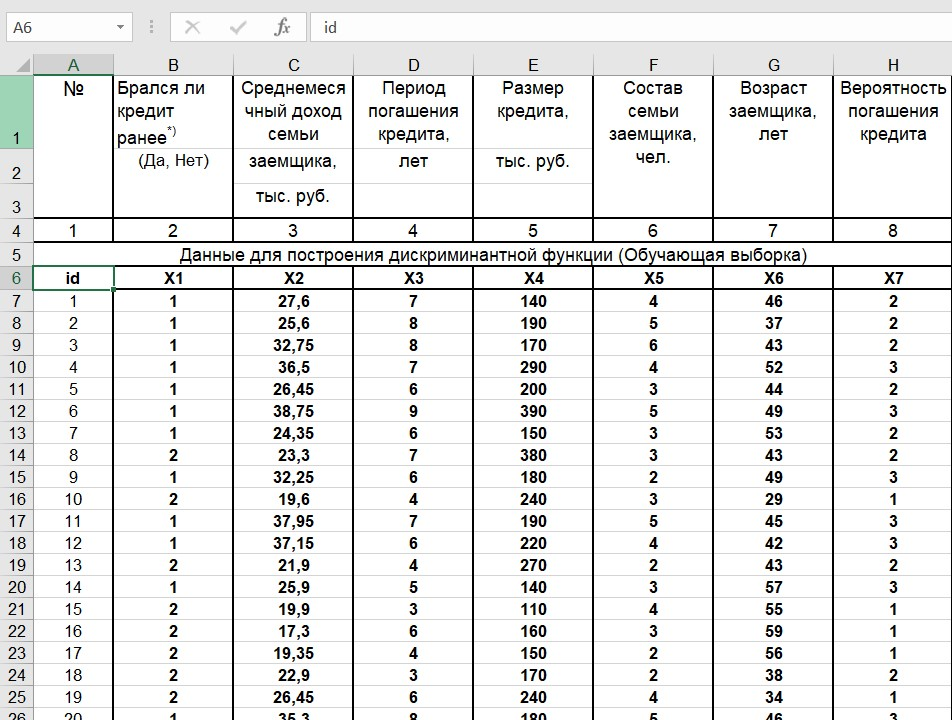 A6 fx id
A B C D E F G H
1 № Брался ли Среднемеся Период Размер Состав Возраст Вероятность
кредит чный доход погашения кредита, семьи заемщика, погашения
ранее*) семьи кредита, заемщика, лет кредита
2 (Да, Нет) заемщика, лет тыс. руб. чел.
3 тыс. руб.
4 1 2 3 4 5 6 7 8
5 Данные для построения дискриминантной функции (Обучающая выборка)
6 id X1 X2 X3 X4 X5 X6 X7
7 1 1 27,6 7 140 4 46 2
8 2 1 25,6 8 190 5 37 2
9 3 1 32,75 8 170 6 43 2
10 4 1 36,5 7 290 4 52 3
11 5 1 26,45 6 200 3 44 2
12 6 1 38,75 9 390 5 49 3
13 7 1 24,35 6 150 3 53 2
14 8 2 23,3 7 380 3 43 2
15 9 1 32,25 6 180 2 49 3
16 10 2 19,6 4 240 3 29 1
17 11 1 37,95 7 190 5 45 3
18 12 1 37,15 6 220 4 42 3
19 13 2 21,9 4 270 2 43 2
20 14 1 25,9 5 140 3 57 3
21 15 2 19,9 3 110 4 55 1
22 16 2 17,3 6 160 3 59 1
23 17 2 19,35 4 150 2 56 1
24 18 2 22,9 3 170 2 38 2
25 19 2 26,45 6 240 4 34 1
26 20 1 35,3 8 180 5 46 3